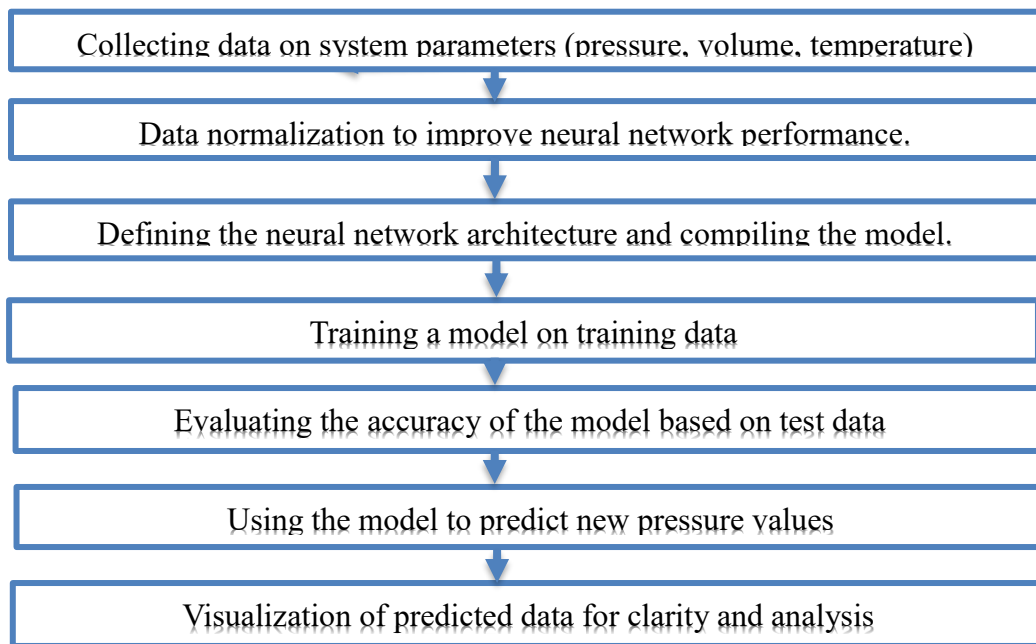 Collecting data on system parameters (pressure, volume, temperature)
Data normalization to improve neural network performance.
Defining the neural network architecture and compiling the model.
Training a model on training data
Evaluating the accuracy of the model based on test data
Using the model to predict new pressure values
Visualization of predicted data for clarity and analysis